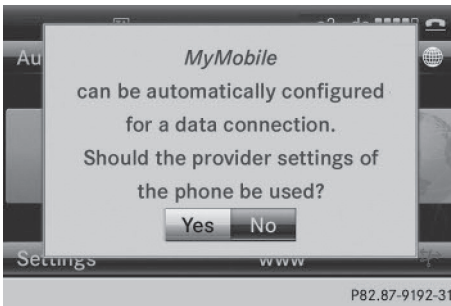 Au
MyMobile
can be automatically configured
for a data connection.
Should the provider settings of
the phone be used?
Yes No
Settings www
P82.87-9192-31